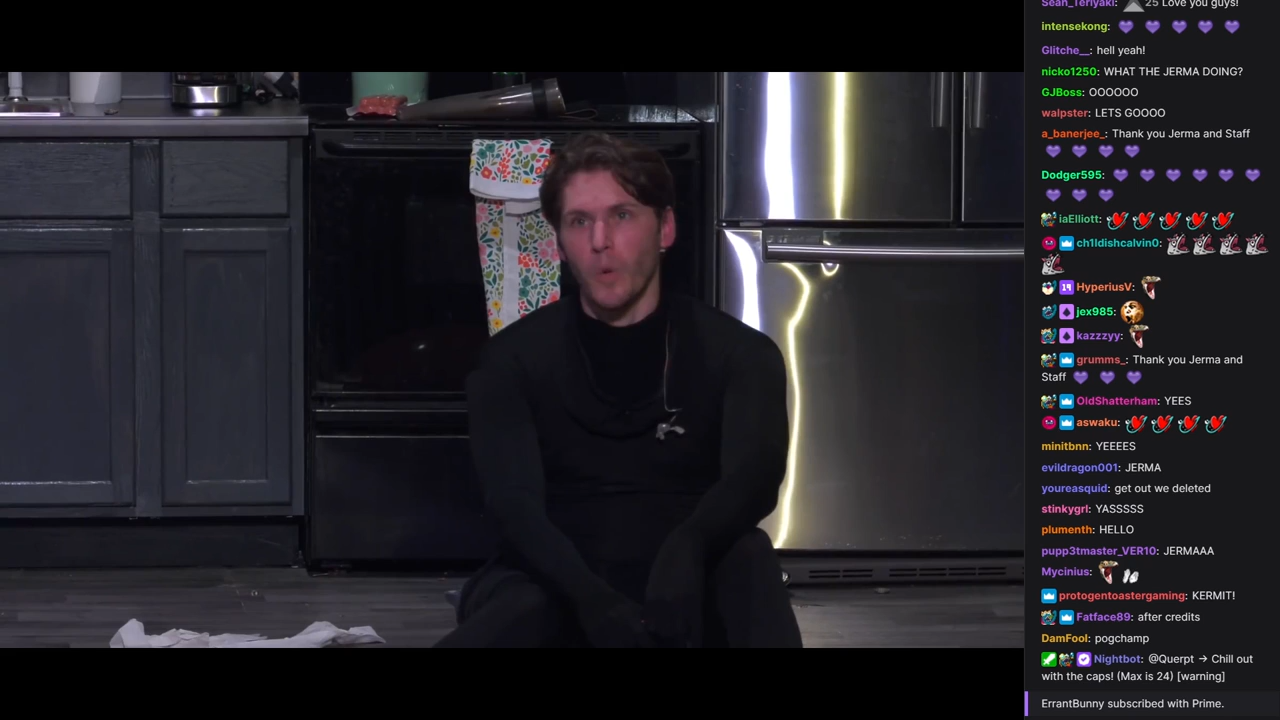 Sean_Teriyaki: 25 Love you guys!
intensekong:
Glitche__: hell yeah!
nicko1250: WHAT THE JERMA DOING?
GJBoss: OOOOOO
walpster: LETS GOOOO
a_banerjee_: Thank you Jerma and Staff
Dodger595:
iaElliott:
ch1ldishcalvin0:
19 HyperiusV:
jex985:
kazzzyy:
grumms_: Thank you Jerma and
Staff
OldShatterham: YEES
aswaku:
minitbnn: YEEEES
evildragon001: JERMA
youreasquid: get out we deleted
stinkygrl: YASSSSS
plumenth: HELLO
pupp3tmaster_VER10: JERMAAA
Mycinius:
protogentoastergaming: KERMIT!
Fatface89: after credits
DamFool: pogchamp
Nightbot: @Querpt → Chill out
with the caps! (Max is 24) [warning]
ErrantBunny subscribed with Prime.